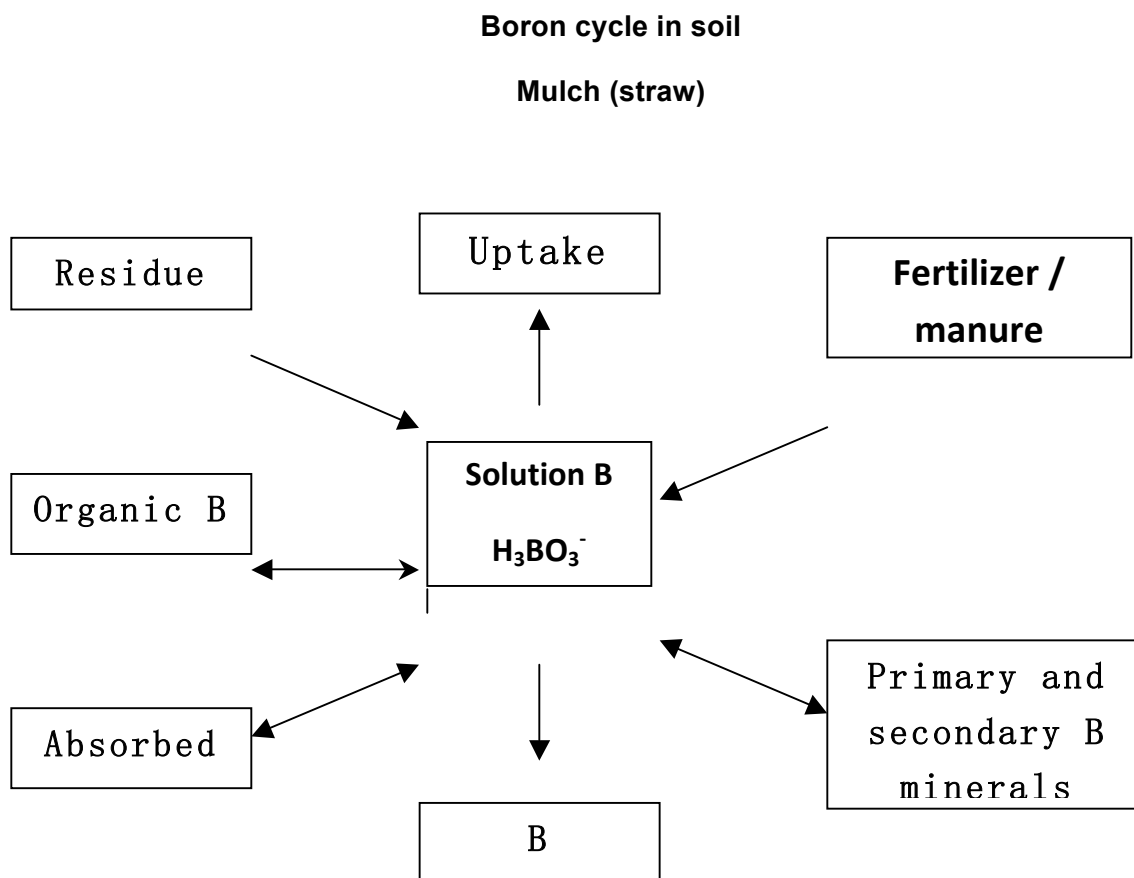 Boron cycle in soil
Mulch (straw)
Residue
Uptake
Fertilizer /
manure
Organic B
Solution B
H₃BO₃⁻
Absorbed
Primary and
secondary B
minerals
B